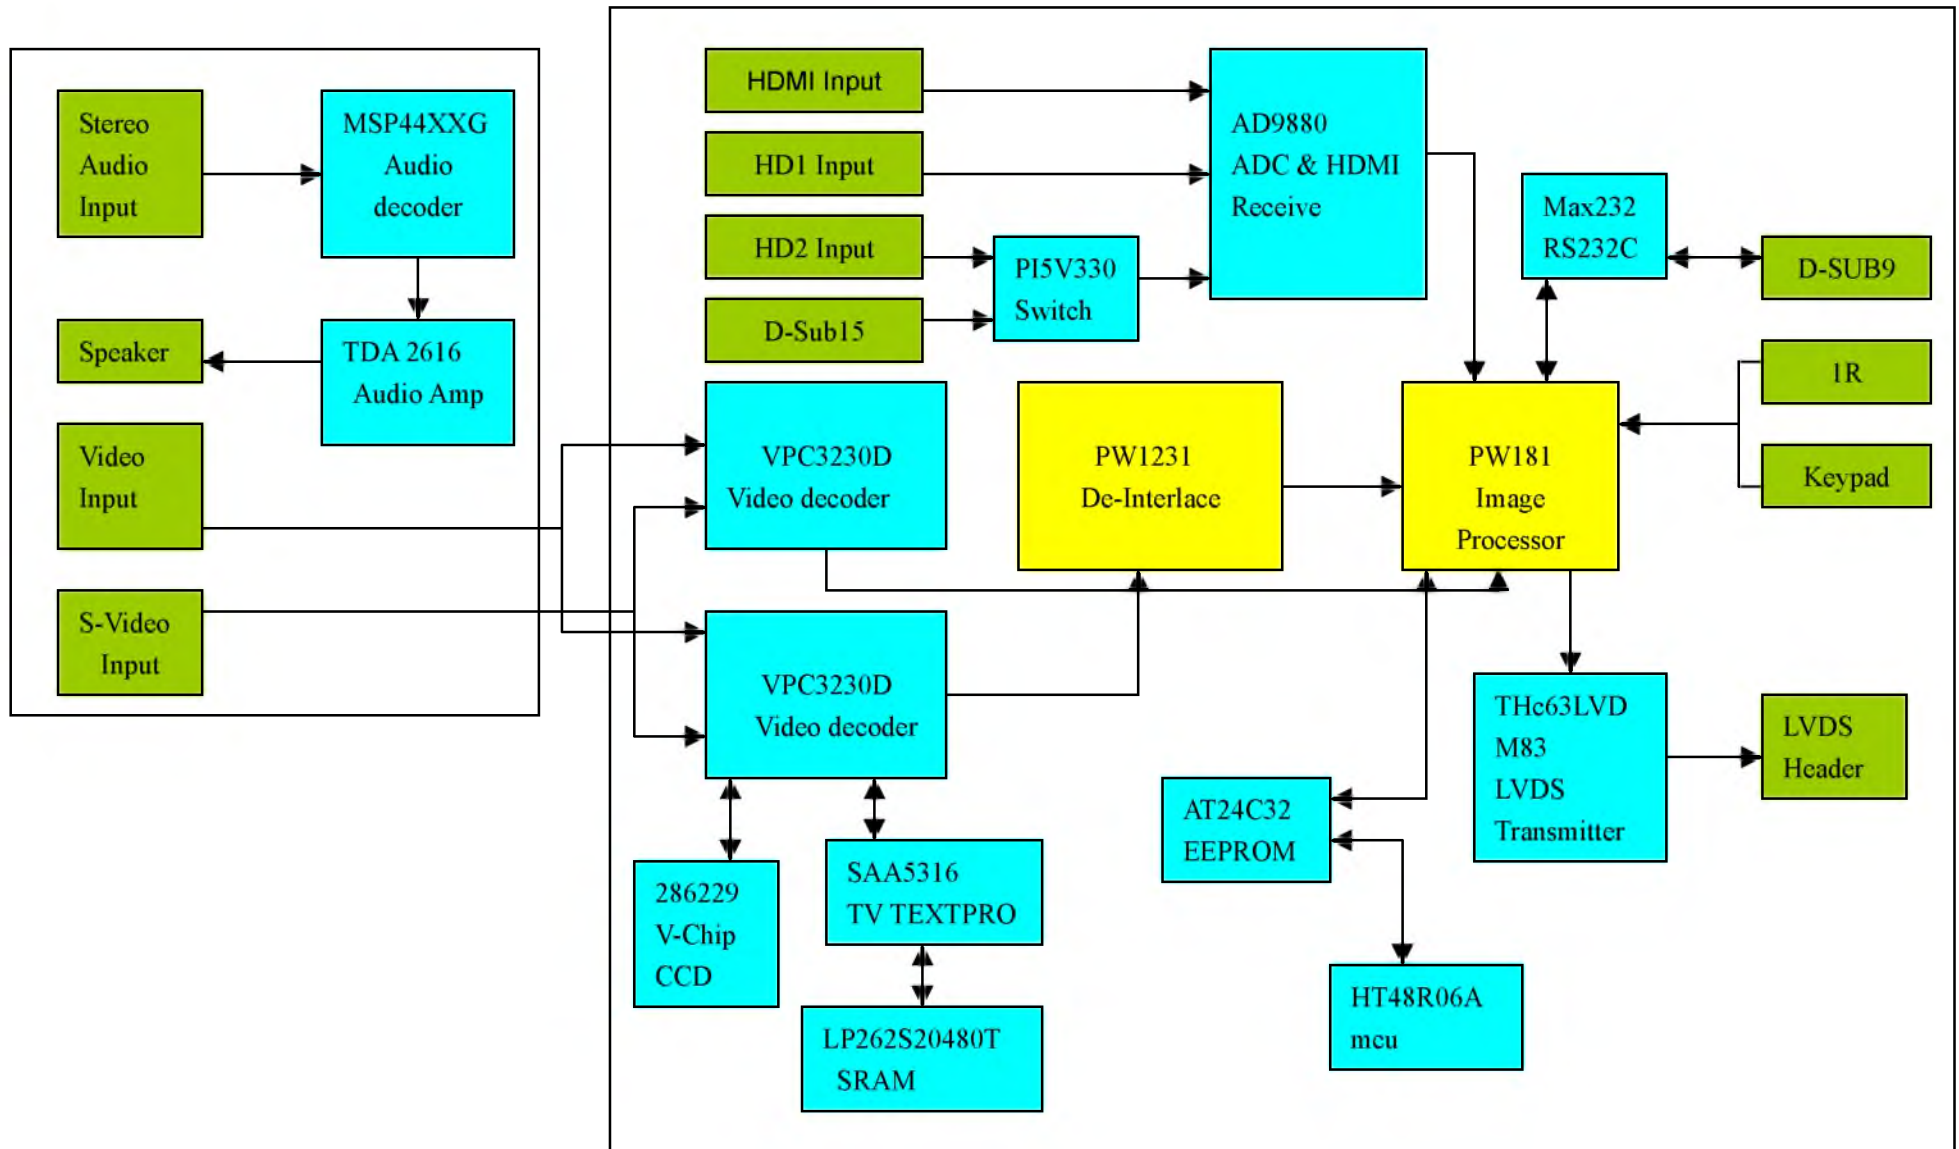 Stereo
Audio
Input
MSP44XXG
Audio
decoder
Speaker
TDA 2616
Audio Amp
Video
Input
S-Video
Input
HDMI Input
HD1 Input
HD2 Input
D-Sub15
PI5V330
Switch
AD9880
ADC & HDMI
Receive
Max232
RS232C
D-SUB9
1R
Keypad
VPC3230D
Video decoder
PW1231
De-Interlace
PW181
Image
Processor
VPC3230D
Video decoder
THc63LVD
M83
LVDS
Transmitter
LVDS
Header
AT24C32
EEPROM
286229
V-Chip
CCD
SAA5316
TV TEXTPRO
HT48R06A
mcu
LP262S20480T
SRAM